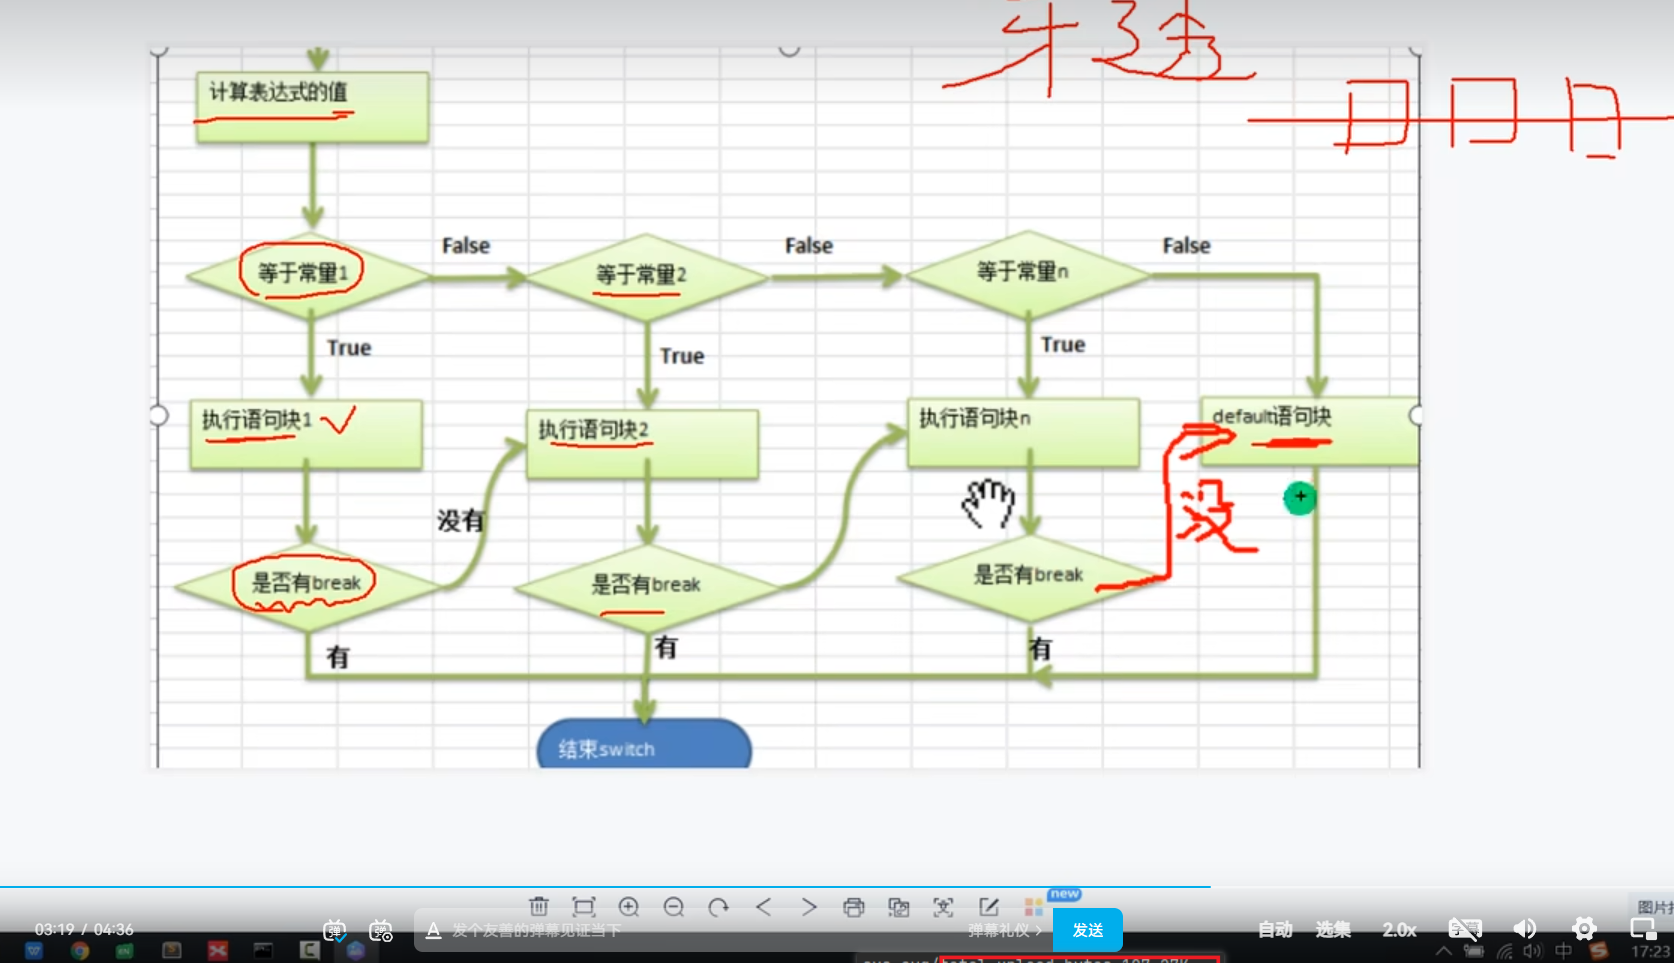 穿透
计算表达式的值
False
False
False
等于常量1
等于常量2
等于常量n
True
True
True
执行语句块1
执行语句块2
执行语句块n
default语句块
没有
没
是否有break
是否有break
是否有break
有
有
有
结束switch
new
图片
03:19 / 04:36
发个友善的弹幕见证当下
弹幕礼仪
发送
自动
选集
2.0x
中
17:23